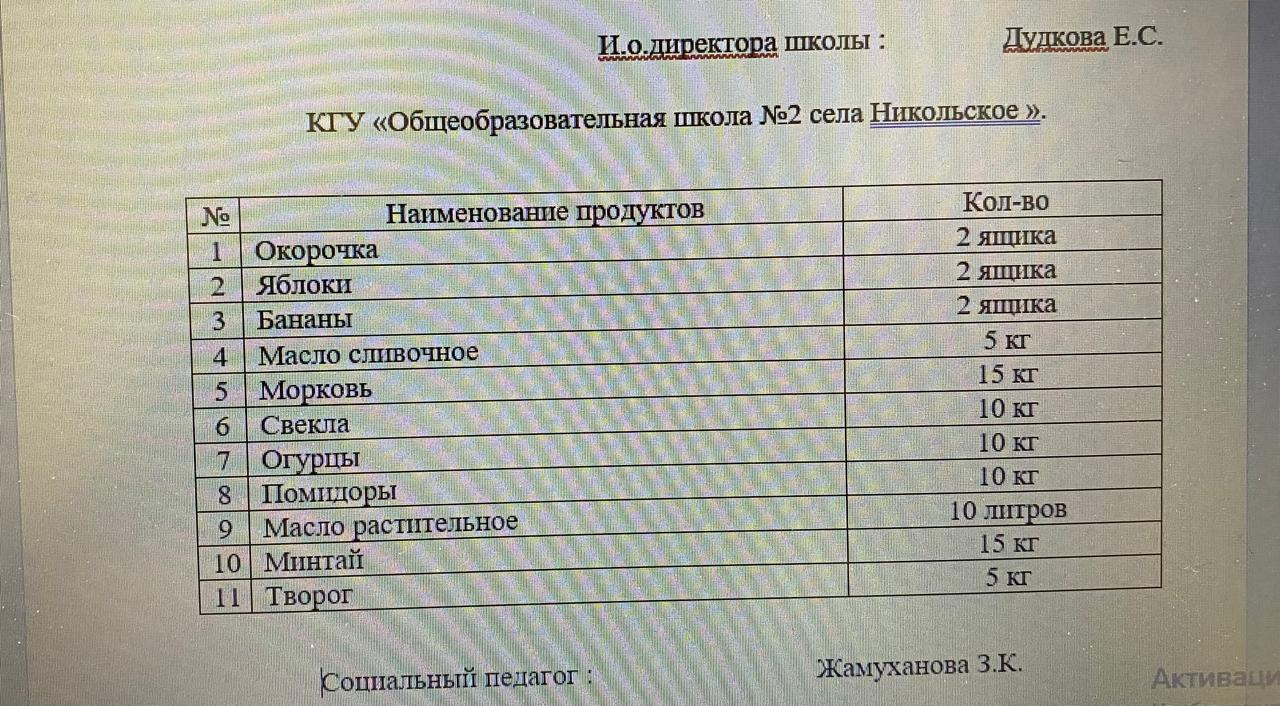 И.о.директора школы : Дудкова Е.С.
КГУ «Общеобразовательная школа №2 села Никольское ».
№ Наименование продуктов Кол-во
1 Окорочка 2 ящика
2 Яблоки 2 ящика
3 Бананы 2 ящика
4 Масло сливочное 5 кг
5 Морковь 15 кг
6 Свекла 10 кг
7 Огурцы 10 кг
8 Помидоры 10 кг
9 Масло растительное 10 литров
10 Минтай 15 кг
11 Творог 5 кг
Социальный педагог : Жамуханова З.К.
Активаци